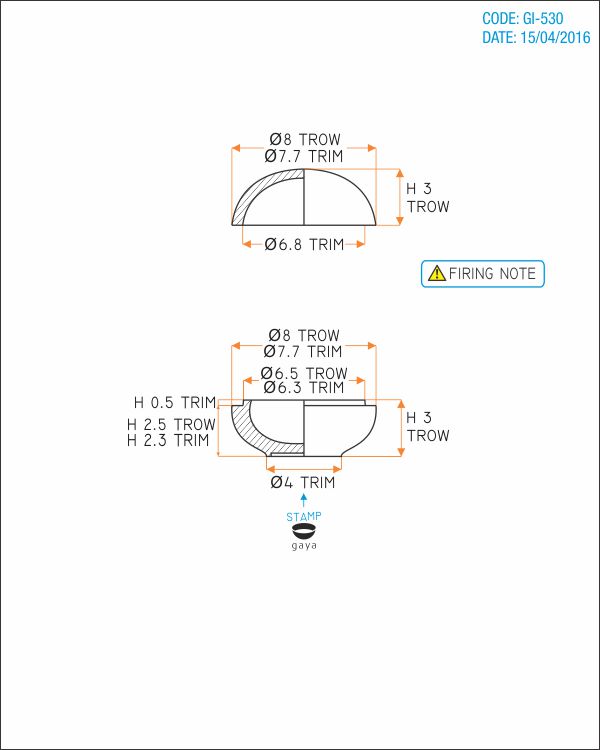 CODE: GI-530
DATE: 15/04/2016
Ø8 TROW
Ø7.7 TRIM
H 3
TROW
Ø6.8 TRIM
FIRING NOTE
Ø8 TROW
Ø7.7 TRIM
Ø6.5 TROW
Ø6.3 TRIM
H 0.5 TRIM
H 2.5 TROW
H 2.3 TRIM
H 3
TROW
Ø4 TRIM
STAMP
gaya